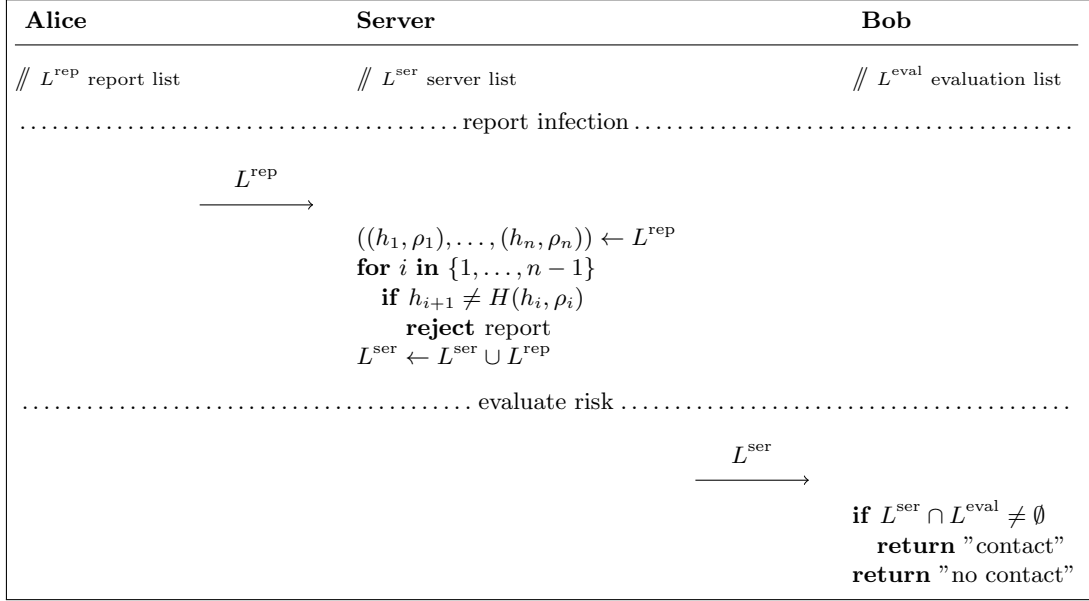 Alice Server Bob
// L^rep report list // L^ser server list // L^eval evaluation list
report infection
L^rep
((h_1, ρ_1), . . . , (h_n, ρ_n)) ← L^rep
for i in {1, . . . , n − 1}
if h_{i+1} ≠ H(h_i, ρ_i)
reject report
L^ser ← L^ser ∪ L^rep
evaluate risk
L^ser
if L^ser ∩ L^eval ≠ ∅
return ”contact”
return ”no contact”